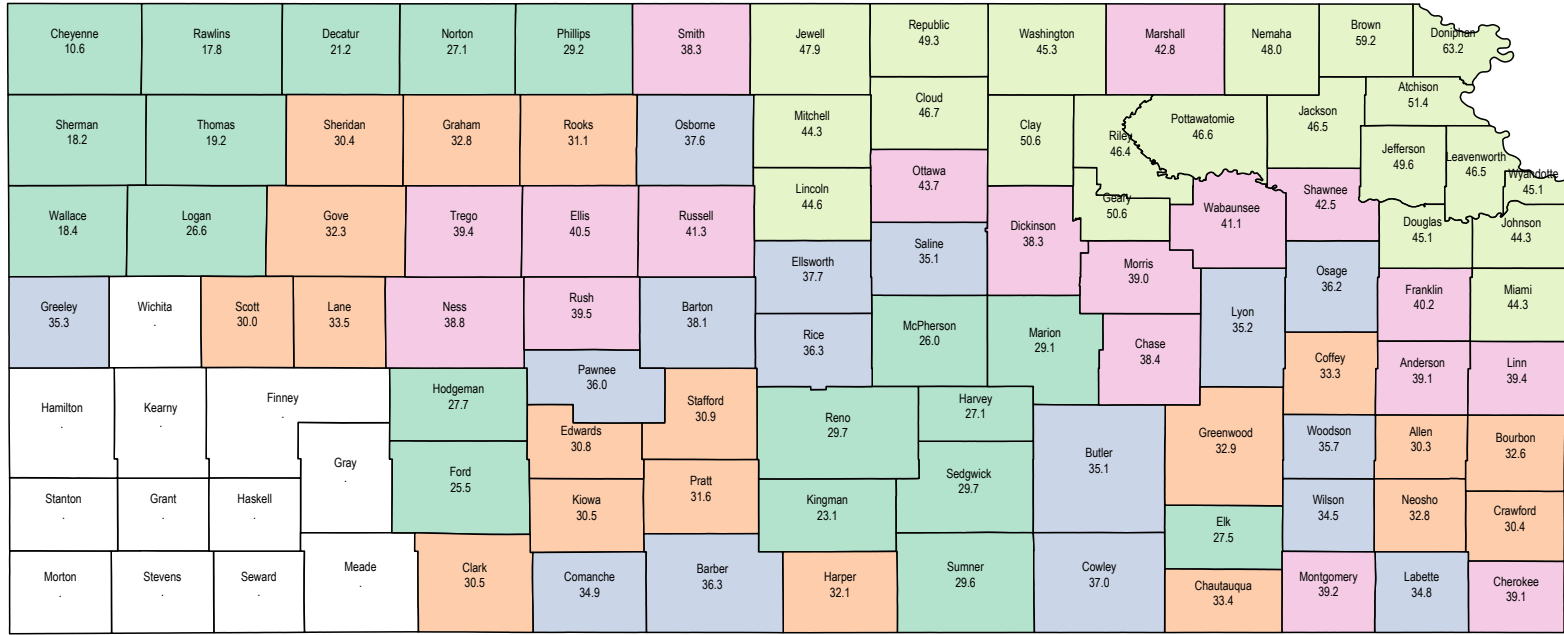 Cheyenne
10.6
Rawlins
17.8
Decatur
21.2
Norton
27.1
Phillips
29.2
Smith
38.3
Jewell
47.9
Republic
49.3
Washington
45.3
Marshall
42.8
Nemaha
48.0
Brown
59.2
Doniphan
63.2
Sherman
18.2
Thomas
19.2
Sheridan
30.4
Graham
32.8
Rooks
31.1
Osborne
37.6
Mitchell
44.3
Cloud
46.7
Clay
50.6
Riley
46.4
Pottawatomie
46.6
Jackson
46.5
Atchison
51.4
Jefferson
49.6
Leavenworth
46.5
Wyandotte
45.1
Wallace
18.4
Logan
26.6
Gove
32.3
Trego
39.4
Ellis
40.5
Russell
41.3
Lincoln
44.6
Ottawa
43.7
Dickinson
38.3
Geary
50.6
Wabaunsee
41.1
Shawnee
42.5
Douglas
45.1
Johnson
44.3
Ellsworth
37.7
Saline
35.1
Morris
39.0
Osage
36.2
Franklin
40.2
Miami
44.3
Greeley
35.3
Wichita
.
Scott
30.0
Lane
33.5
Ness
38.8
Rush
39.5
Barton
38.1
Rice
36.3
McPherson
26.0
Marion
29.1
Chase
38.4
Lyon
35.2
Coffey
33.3
Anderson
39.1
Linn
39.4
Hamilton
.
Kearny
.
Finney
.
Hodgeman
27.7
Pawnee
36.0
Stafford
30.9
Edwards
30.8
Reno
29.7
Harvey
27.1
Butler
35.1
Greenwood
32.9
Woodson
35.7
Allen
30.3
Bourbon
32.6
Gray
.
Ford
25.5
Kiowa
30.5
Pratt
31.6
Kingman
23.1
Sedgwick
29.7
Elk
27.5
Wilson
34.5
Neosho
32.8
Crawford
30.4
Stanton
.
Grant
.
Haskell
.
Morton
.
Stevens
.
Seward
.
Meade
.
Clark
30.5
Comanche
34.9
Barber
36.3
Harper
32.1
Sumner
29.6
Cowley
37.0
Chautauqua
33.4
Montgomery
39.2
Labette
34.8
Cherokee
39.1